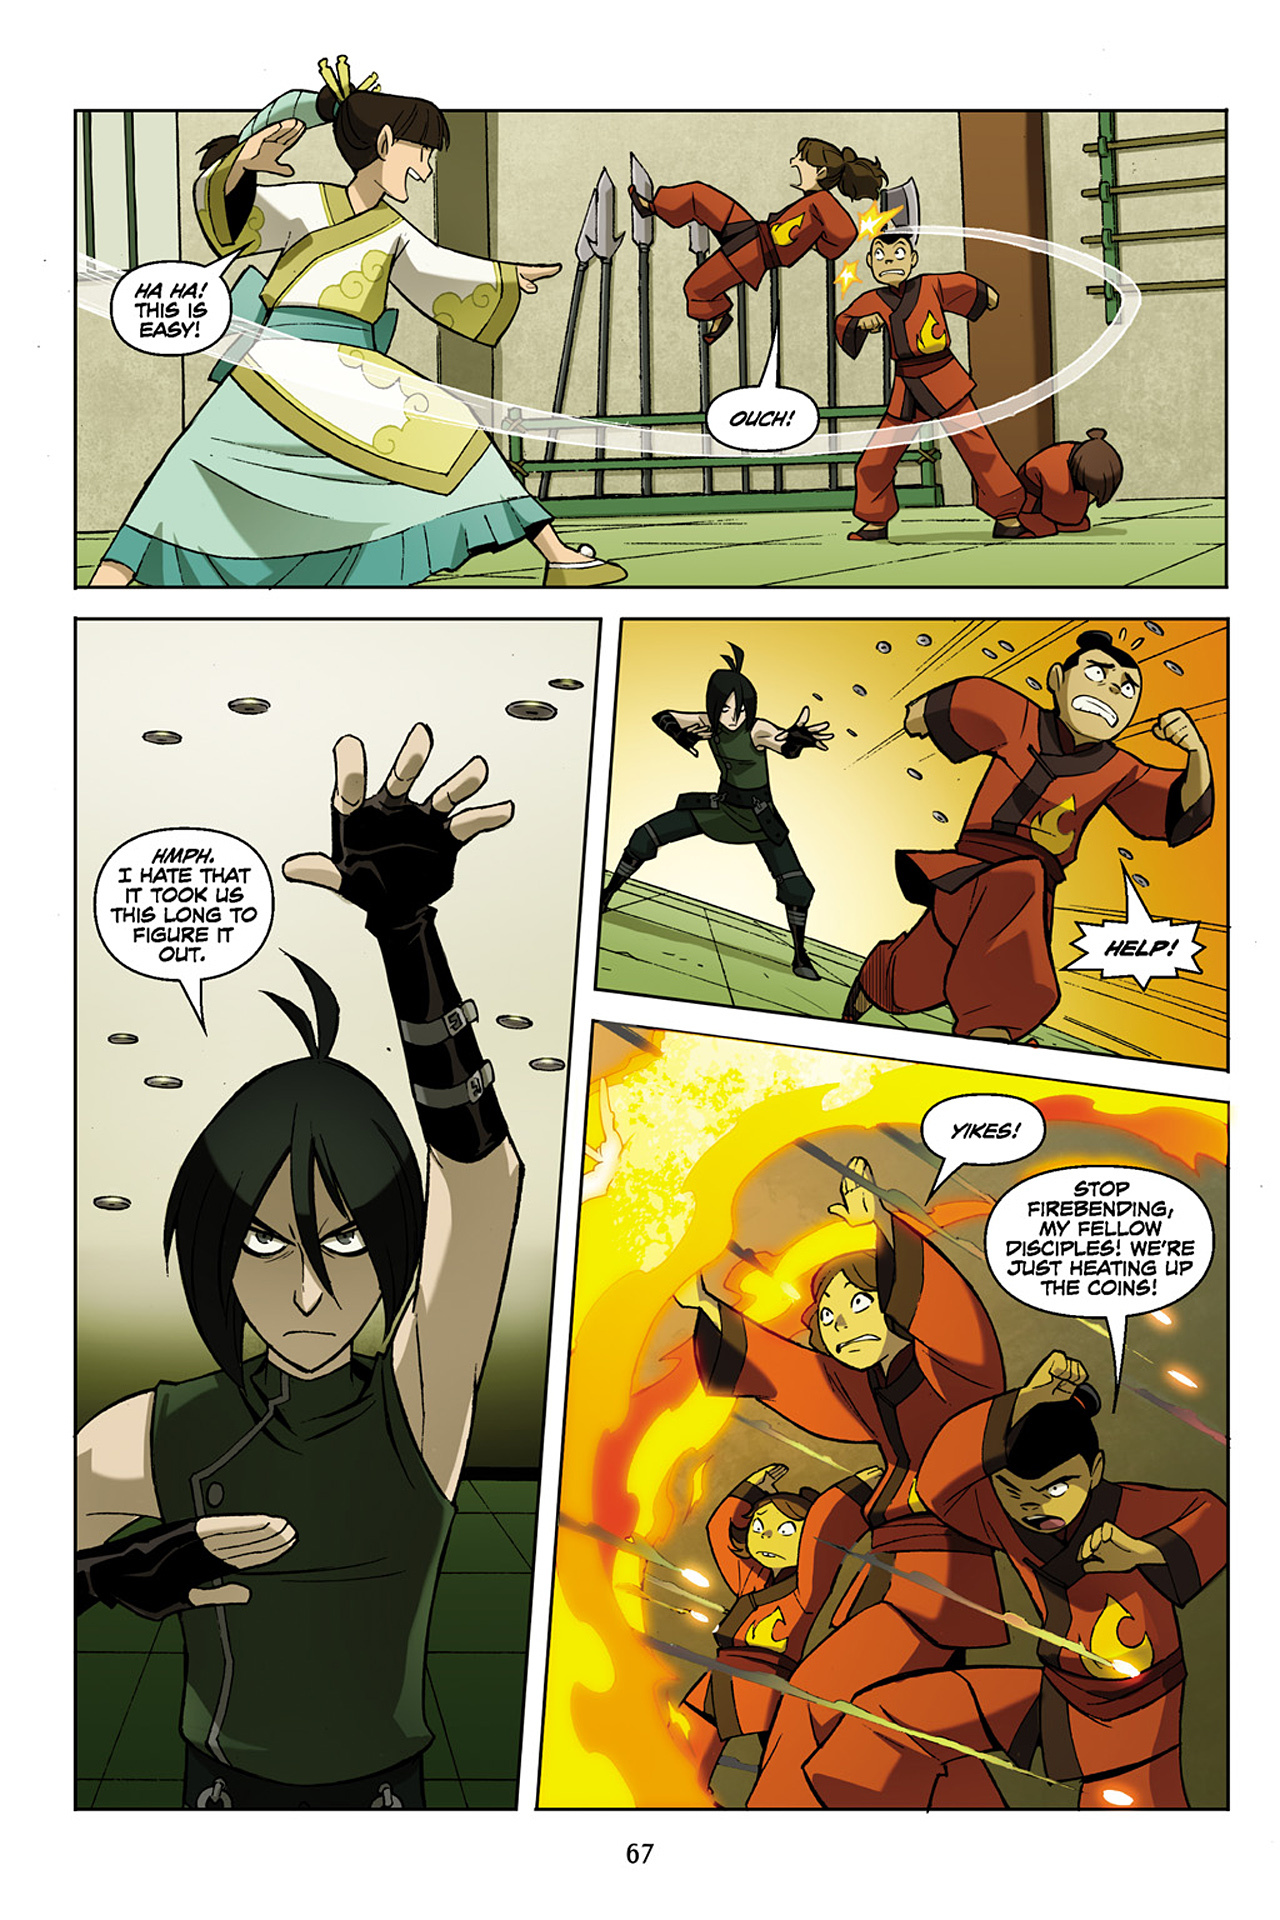 HA HA!
THIS IS
EASY!
OUCH!
HMPH.
I HATE THAT
IT TOOK US
THIS LONG TO
FIGURE IT
OUT.
HELP!
YIKES!
STOP
FIREBENDING,
MY FELLOW
DISCIPLES! WE'RE
JUST HEATING UP
THE COINS!
67